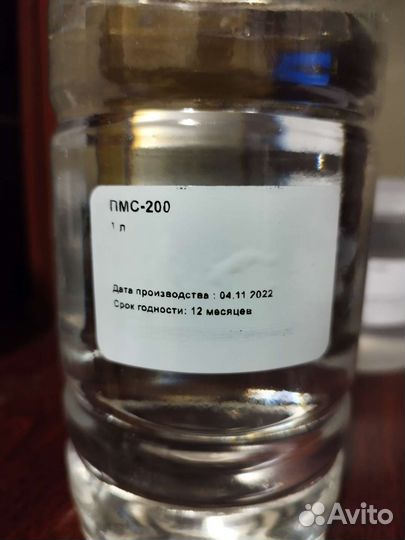 ПМС-200
1 л
Дата производства : 04.11 2022
Срок годности: 12 месяцев
Avito